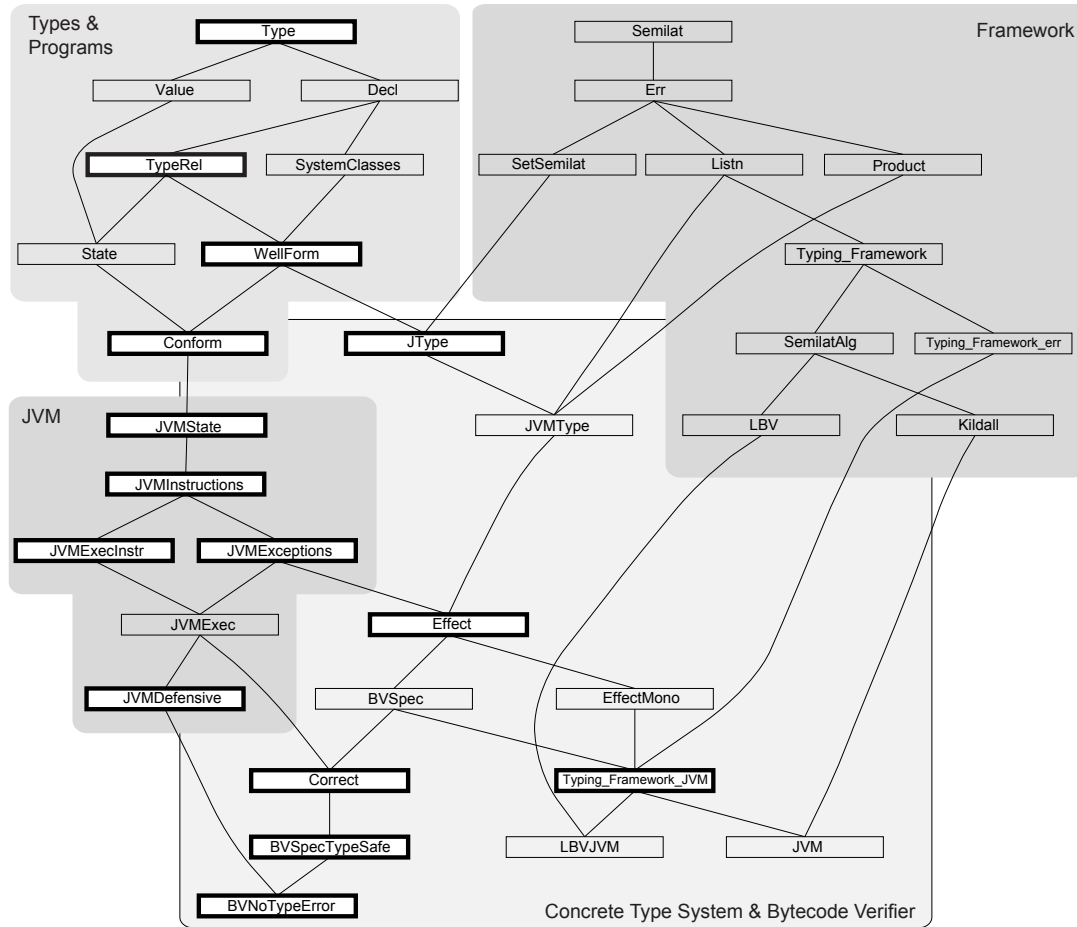 Types &
Programs
Type
Semilat
Framework
Value
Decl
Err
TypeRel
SystemClasses
SetSemilat
Listn
Product
State
WellForm
Typing_Framework
Conform
JType
SemilatAlg
Typing_Framework_err
JVM
JVMState
JVMType
LBV
Kildall
JVMInstructions
JVMExecInstr
JVMExceptions
JVMExec
Effect
JVMDefensive
BVSpec
EffectMono
Correct
Typing_Framework_JVM
BVSpecTypeSafe
LBVJVM
JVM
BVNoTypeError
Concrete Type System & Bytecode Verifier